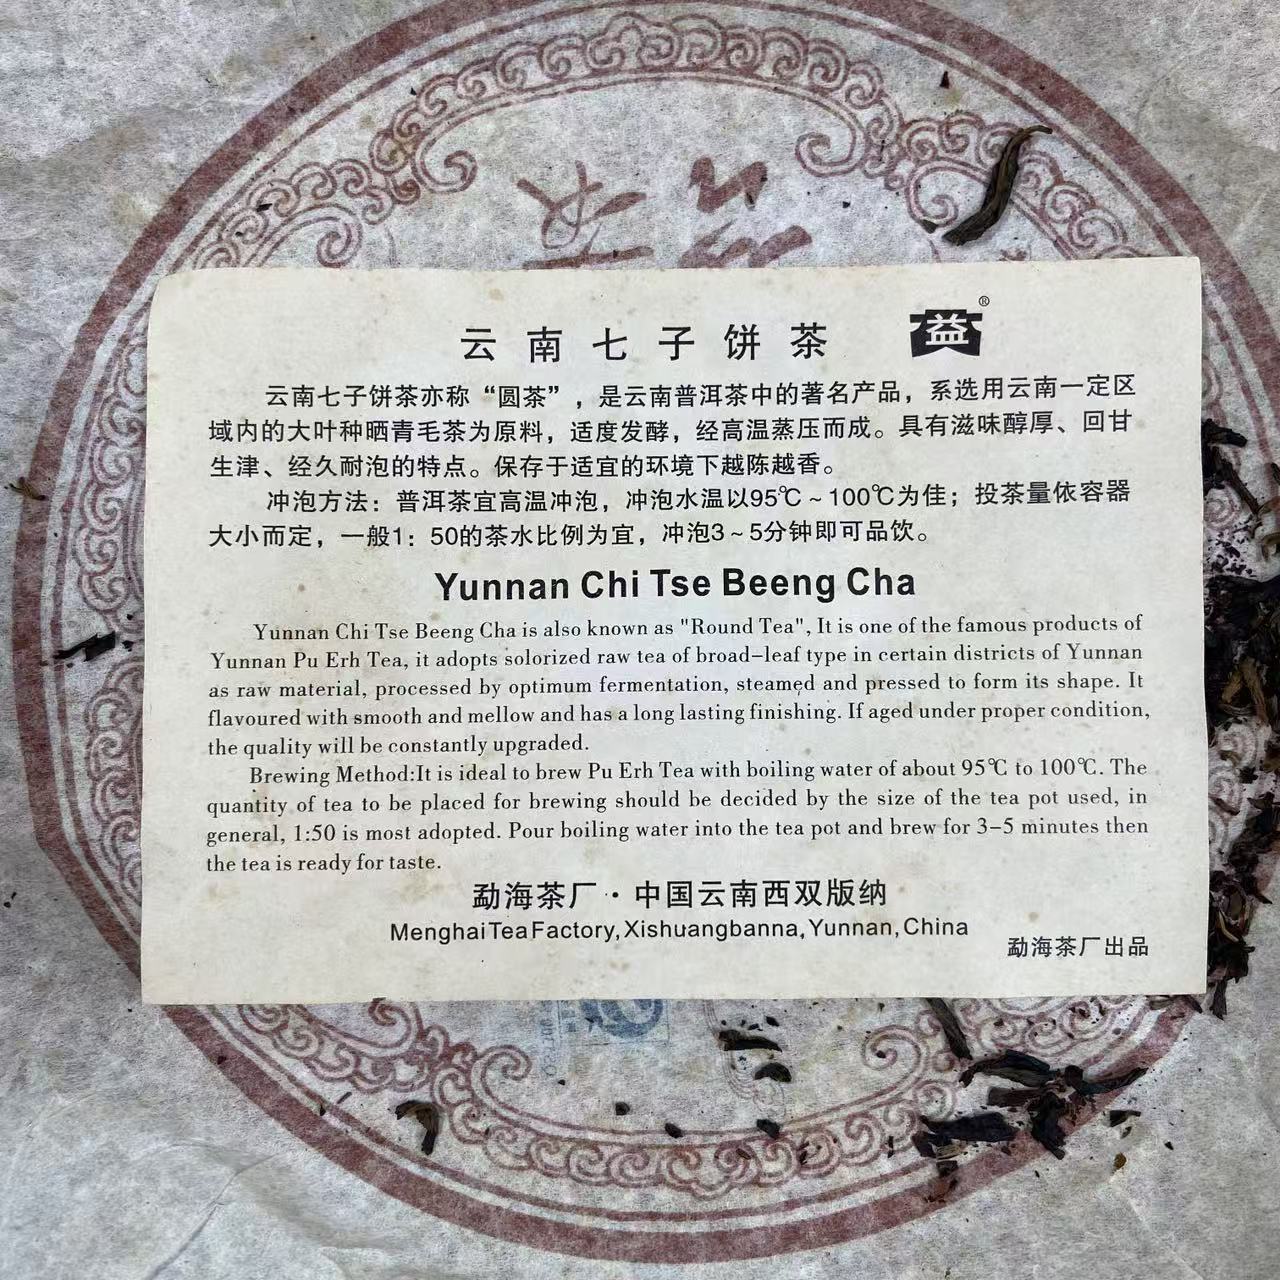 云南七子饼茶 益®
云南七子饼茶亦称“圆茶”，是云南普洱茶中的著名产品，系选用云南一定区
域内的大叶种晒青毛茶为原料，适度发酵，经高温蒸压而成。具有滋味醇厚、回甘
生津、经久耐泡的特点。保存于适宜的环境下越陈越香。
冲泡方法：普洱茶宜高温冲泡，冲泡水温以95℃～100℃为佳；投茶量依容器
大小而定，一般1：50的茶水比例为宜，冲泡3～5分钟即可品饮。
Yunnan Chi Tse Beeng Cha
Yunnan Chi Tse Beeng Cha is also known as "Round Tea", It is one of the famous products of
Yunnan Pu Erh Tea, it adopts solorized raw tea of broad-leaf type in certain districts of Yunnan
as raw material, processed by optimum fermentation, steamed and pressed to form its shape. It
flavoured with smooth and mellow and has a long lasting finishing. If aged under proper condition,
the quality will be constantly upgraded.
Brewing Method:It is ideal to brew Pu Erh Tea with boiling water of about 95℃ to 100℃. The
quantity of tea to be placed for brewing should be decided by the size of the tea pot used, in
general, 1:50 is most adopted. Pour boiling water into the tea pot and brew for 3-5 minutes then
the tea is ready for taste.
勐海茶厂·中国云南西双版纳
Menghai Tea Factory, Xishuangbanna, Yunnan, China
勐海茶厂出品